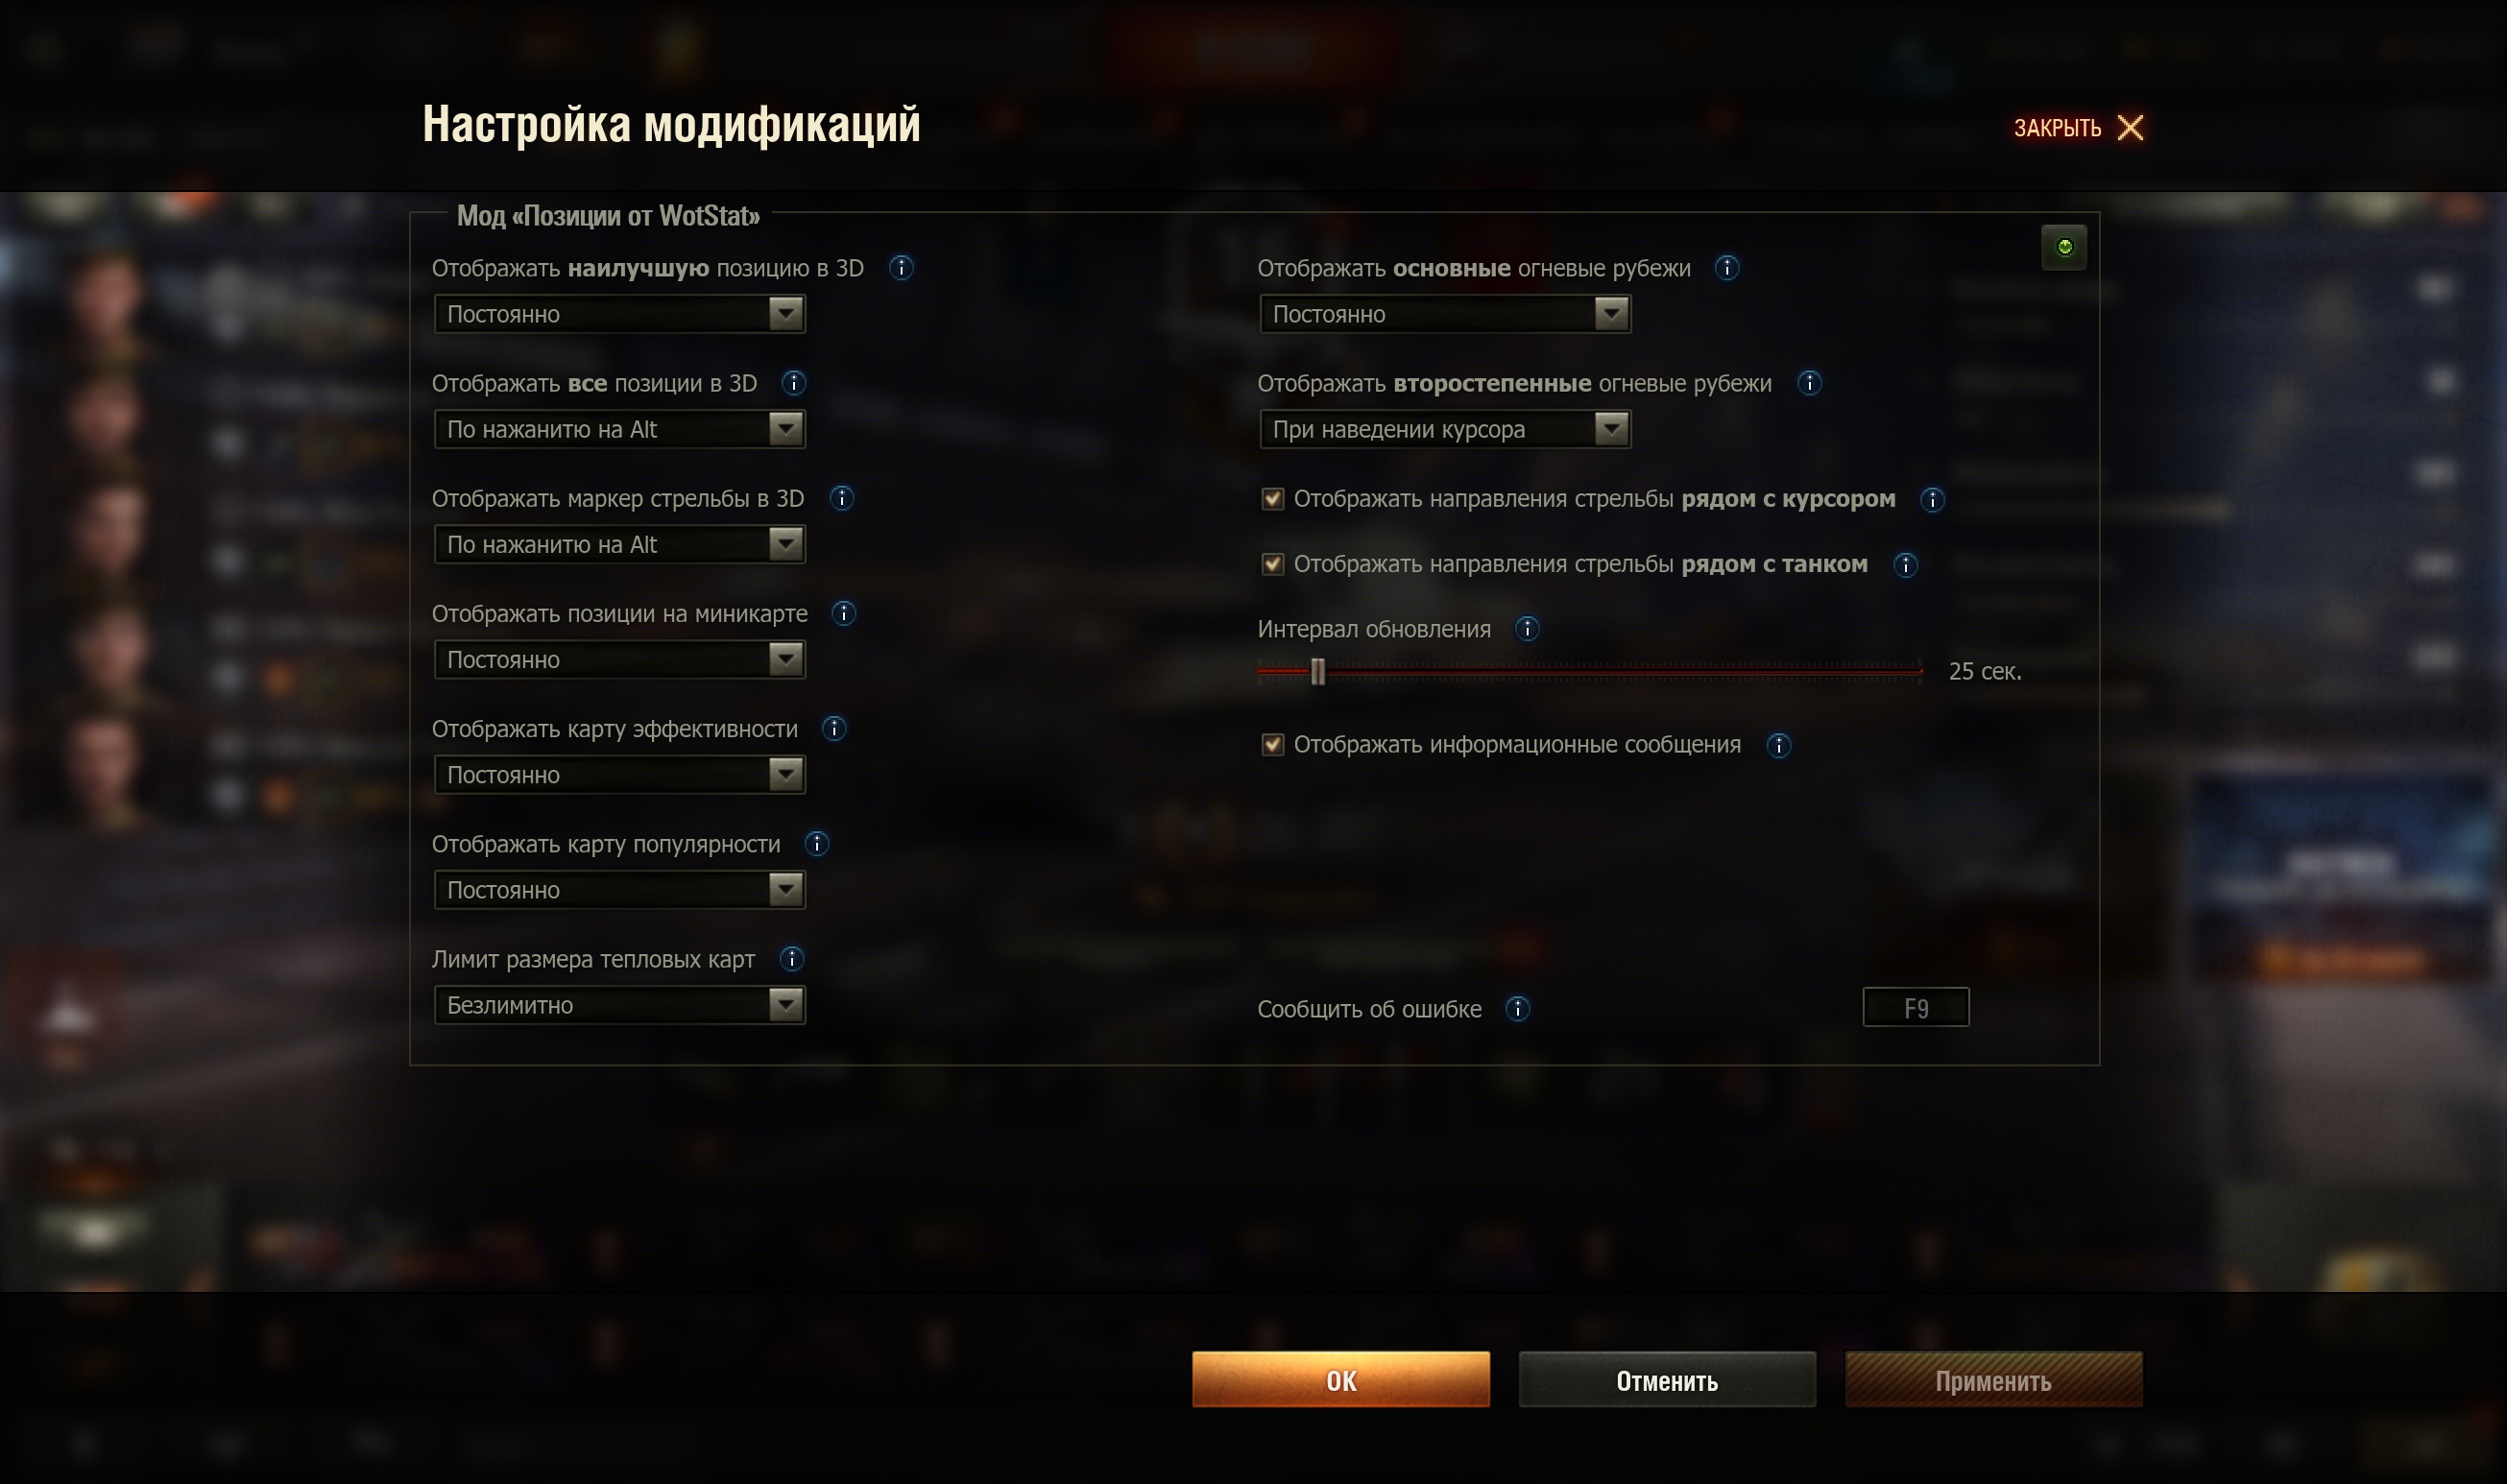 Настройка модификаций
ЗАКРЫТЬ
Мод «Позиции от WotStat»
Отображать наилучшую позицию в 3D
Постоянно
Отображать все позиции в 3D
По нажанитю на Alt
Отображать маркер стрельбы в 3D
По нажанитю на Alt
Отображать позиции на миникарте
Постоянно
Отображать карту эффективности
Постоянно
Отображать карту популярности
Постоянно
Лимит размера тепловых карт
Безлимитно
Отображать основные огневые рубежи
Постоянно
Отображать второстепенные огневые рубежи
При наведении курсора
Отображать направления стрельбы рядом с курсором
Отображать направления стрельбы рядом с танком
Интервал обновления
25 сек.
Отображать информационные сообщения
Сообщить об ошибке
F9
OK
Отменить
Применить